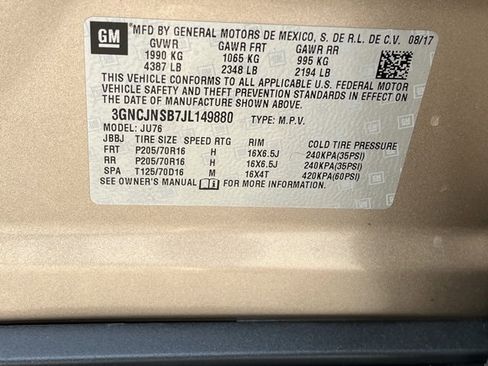 GM
MFD BY GENERAL MOTORS DE MEXICO, S. DE R.L. DE C.V. 08/17
GVWR GAWR FRT GAWR RR
1990 KG 1065 KG 995 KG
4387 LB 2348 LB 2194 LB
THIS VEHICLE CONFORMS TO ALL APPLICABLE U.S. FEDERAL MOTOR
VEHICLE SAFETY AND THEFT PREVENTION STANDARDS IN EFFECT
ON THE DATE OF MANUFACTURE SHOWN ABOVE.
3GNCJNSB7JL149880 TYPE: M.P.V.
MODEL: JU76
JBBJ TIRE SIZE SPEED RTG RIM COLD TIRE PRESSURE
FRT P205/70R16 H 16X6.5J 240KPA(35PSI)
RR P205/70R16 H 16X6.5J 240KPA(35PSI)
SPA T125/70D16 M 16X4T 420KPA(60PSI)
SEE OWNER'S MANUAL FOR MORE INFORMATION.